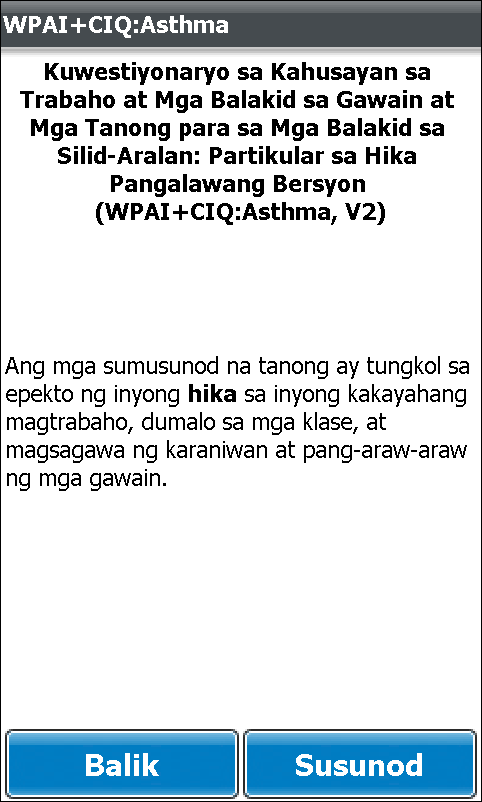 WPAI+CIQ:Asthma
Kuwestiyonaryo sa Kahusayan sa
Trabaho at Mga Balakid sa Gawain at
Mga Tanong para sa Mga Balakid sa
Silid-Aralan: Partikular sa Hika
Pangalawang Bersyon
(WPAI+CIQ:Asthma, V2)
Ang mga sumusunod na tanong ay tungkol sa
epekto ng inyong hika sa inyong kakayahang
magtrabaho, dumalo sa mga klase, at
magsagawa ng karaniwan at pang-araw-araw
ng mga gawain.
Balik
Susunod